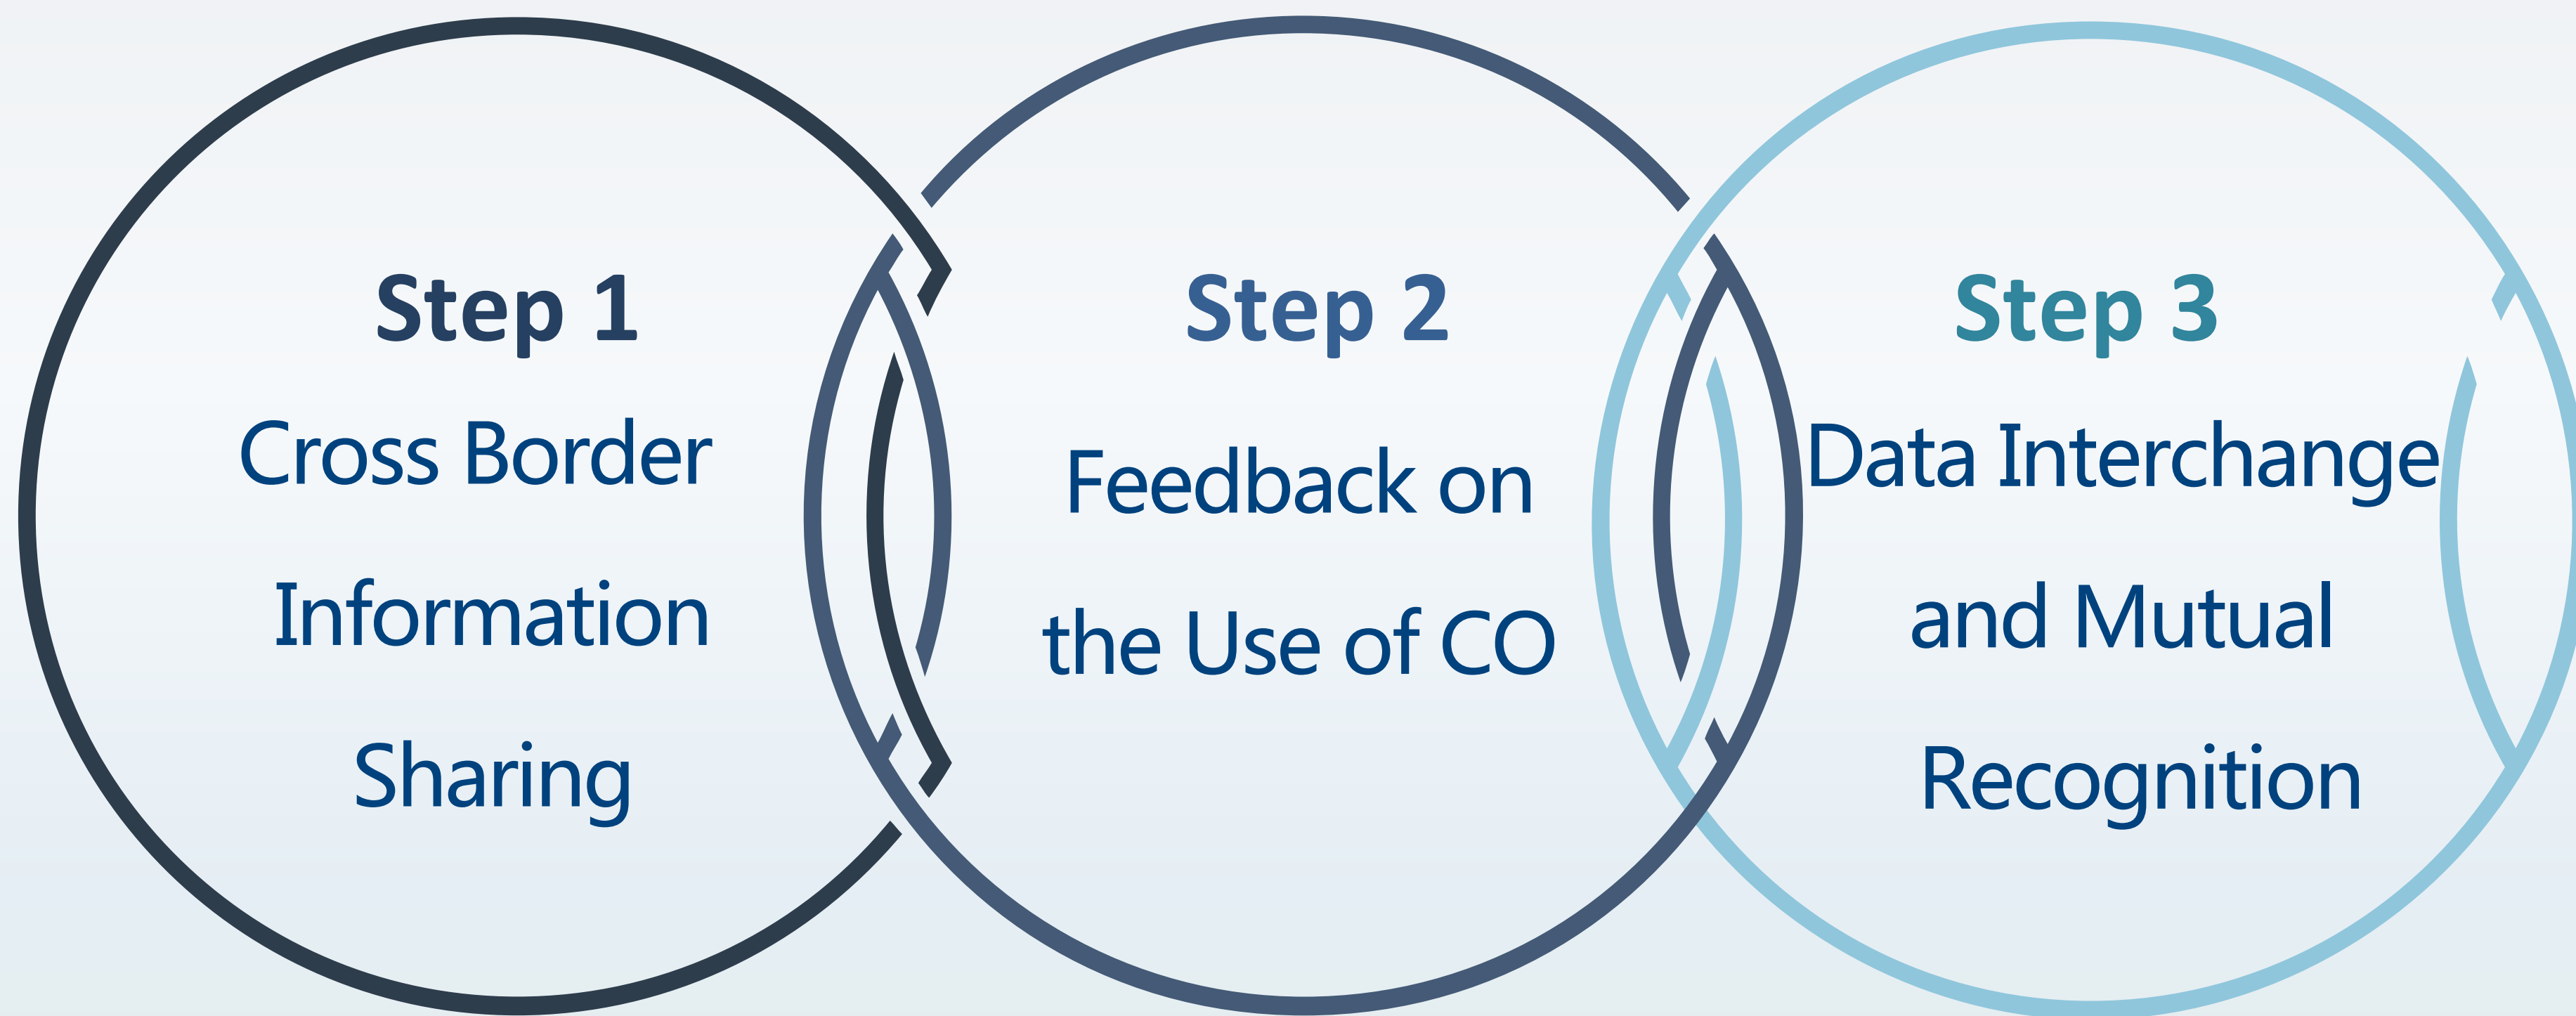 Step 1
Cross Border
Information
Sharing
Step 2
Feedback on
the Use of CO
Step 3
Data Interchange
and Mutual
Recognition